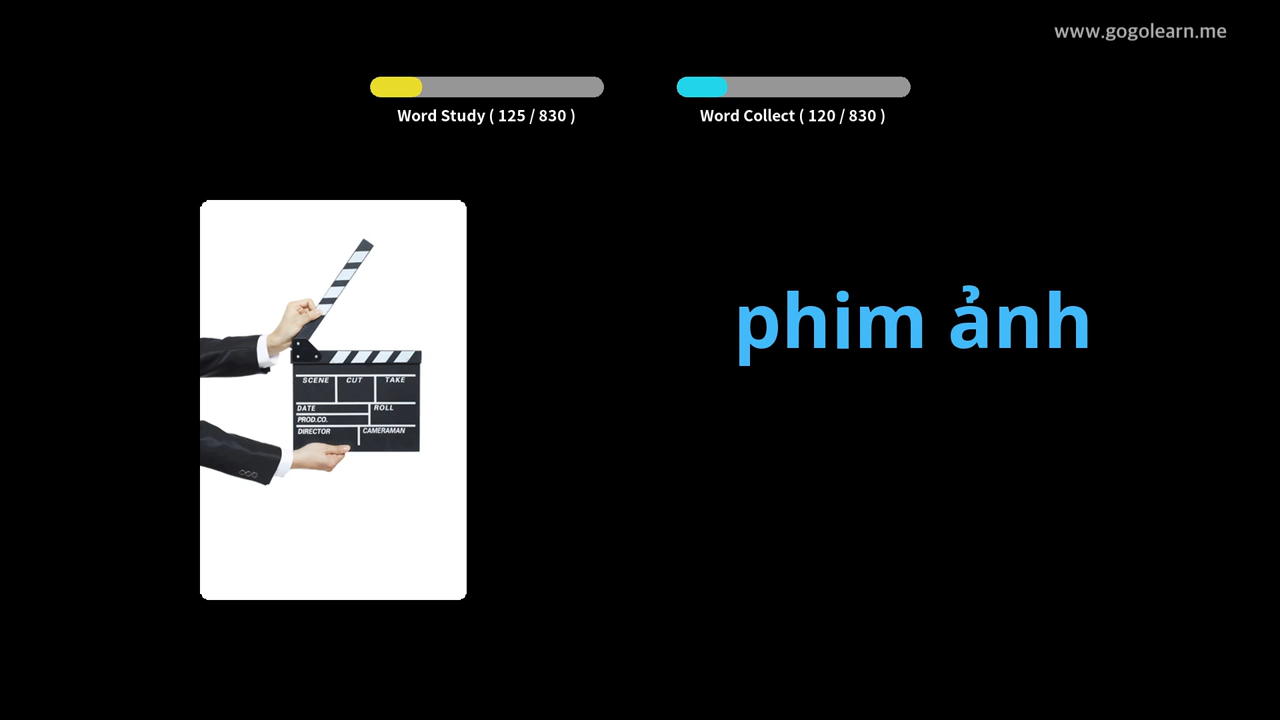 www.gogolearn.me
Word Study ( 125 / 830 )
Word Collect ( 120 / 830 )
phim ảnh
SCENE CUT TAKE
DATE ROLL
PROD.CO.
DIRECTOR CAMERAMAN